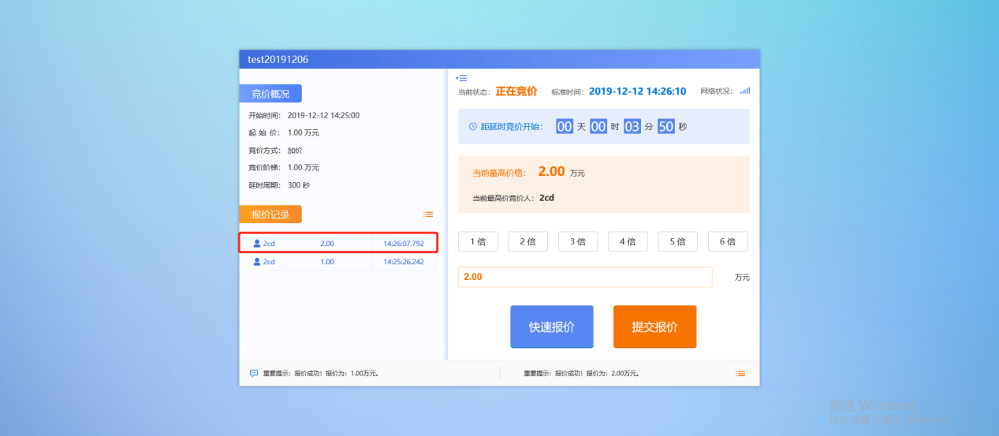 test20191206
竞价概况
开始时间: 2019-12-12 14:25:00
起 始 价: 1.00 万元
竞价方式: 加价
竞价阶梯: 1.00 万元
延时周期: 300 秒
报价记录
2cd 2.00 14:26:07.792
2cd 1.00 14:25:26.242
当前状态: 正在竞价 标准时间: 2019-12-12 14:26:10 网络状况:
距延时竞价开始: 00 天 00 时 03 分 50 秒
当前最高价格: 2.00 万元
当前最高价竞价人: 2cd
1 倍 2 倍 3 倍 4 倍 5 倍 6 倍
2.00 万元
快速报价 提交报价
重要提示: 报价成功! 报价为: 1.00万元。 重要提示: 报价成功! 报价为: 2.00万元。
激活 Windows